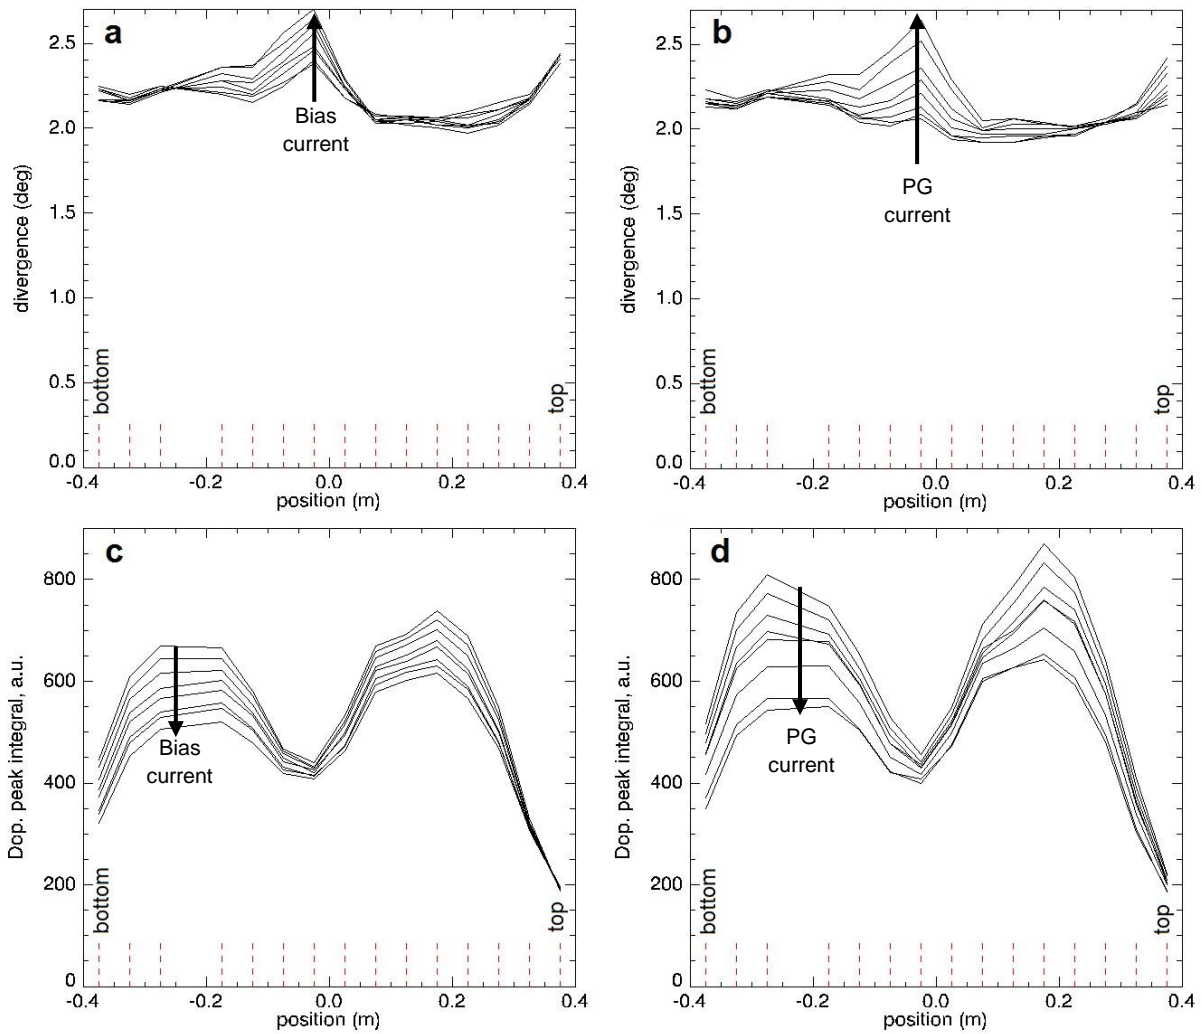 a
2.5
2.0
1.5
1.0
0.5
0.0
divergence (deg)
Bias
current
bottom
top
-0.4
-0.2
0.0
0.2
0.4
position (m)
b
2.5
2.0
1.5
1.0
0.5
0.0
divergence (deg)
PG
current
bottom
top
-0.4
-0.2
0.0
0.2
0.4
position (m)
c
800
600
400
200
0
Dop. peak integral, a.u.
Bias
current
bottom
top
-0.4
-0.2
0.0
0.2
0.4
position (m)
d
800
600
400
200
0
Dop. peak integral, a.u.
PG
current
bottom
top
-0.4
-0.2
0.0
0.2
0.4
position (m)